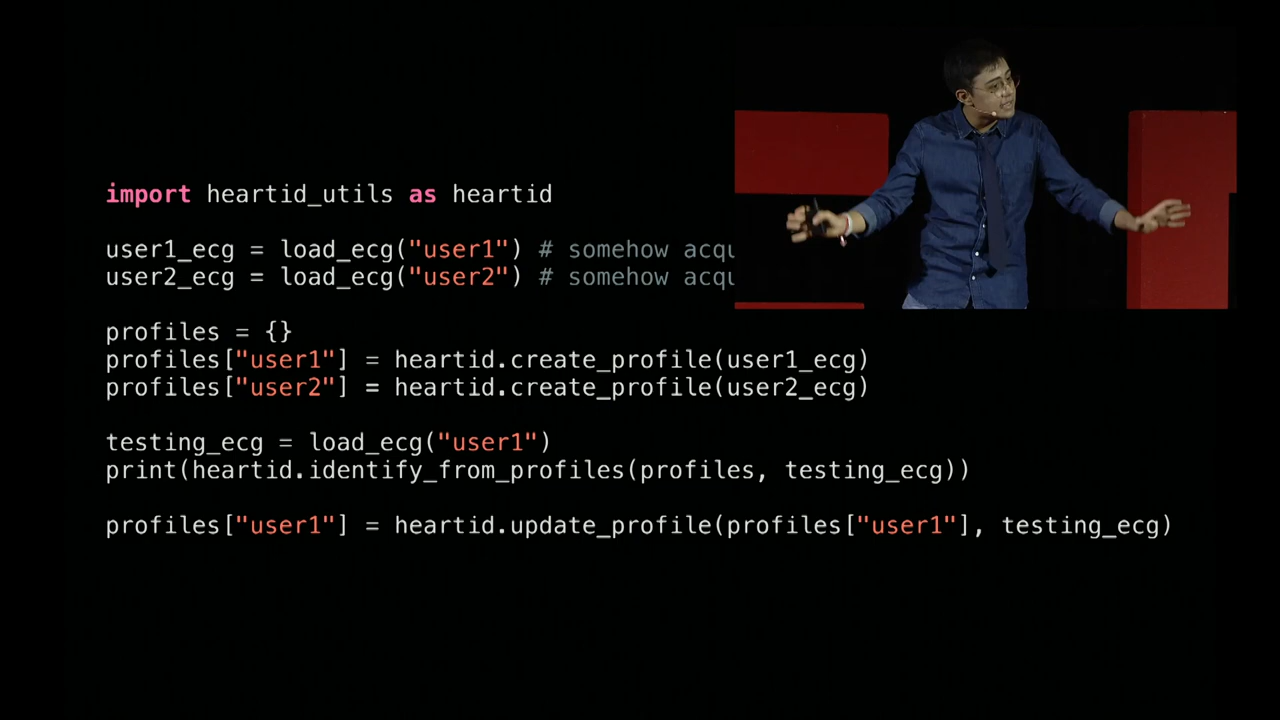 import heartid_utils as heartid
user1_ecg = load_ecg("user1") # somehow
user2_ecg = load_ecg("user2") # somehow
profiles = {}
profiles["user1"] = heartid.create_profile(user1_ecg)
profiles["user2"] = heartid.create_profile(user2_ecg)
testing_ecg = load_ecg("user1")
print(heartid.identify_from_profiles(profiles, testing_ecg))
profiles["user1"] = heartid.update_profile(profiles["user1"], testing_ecg)